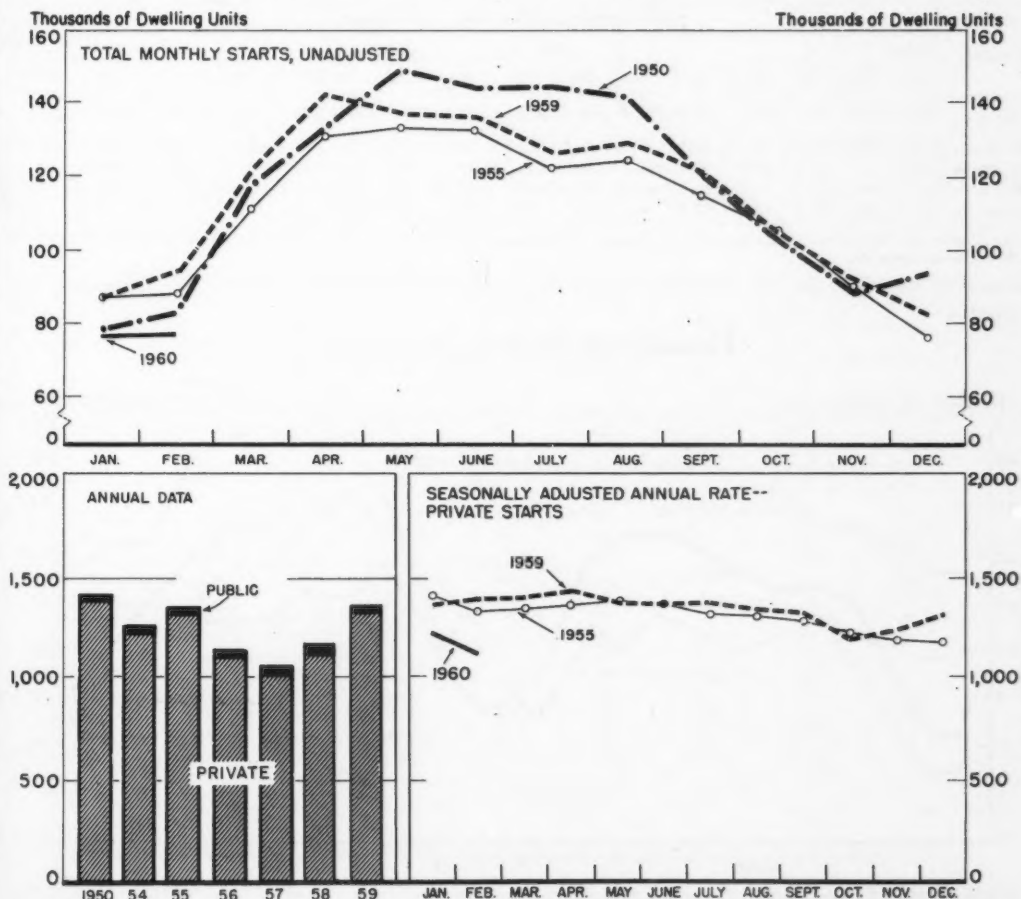 Thousands of Dwelling Units Thousands of Dwelling Units
160 160
TOTAL MONTHLY STARTS, UNADJUSTED
1950
140 140
1959
120 120
1955
100 100
80 80
1960
60 60
0 0
JAN. FEB. MAR. APR. MAY JUNE JULY AUG. SEPT. OCT. NOV. DEC.
2000 2,000
ANNUAL DATA
SEASONALLY ADJUSTED ANNUAL RATE--
PRIVATE STARTS
1,500 1,500
PUBLIC
1959
1955
1960
1,000 1,000
PRIVATE
500 500
0 0
1950 54 55 56 57 58 59
JAN. FEB. MAR. APR. MAY JUNE JULY AUG. SEPT. OCT. NOV. DEC.